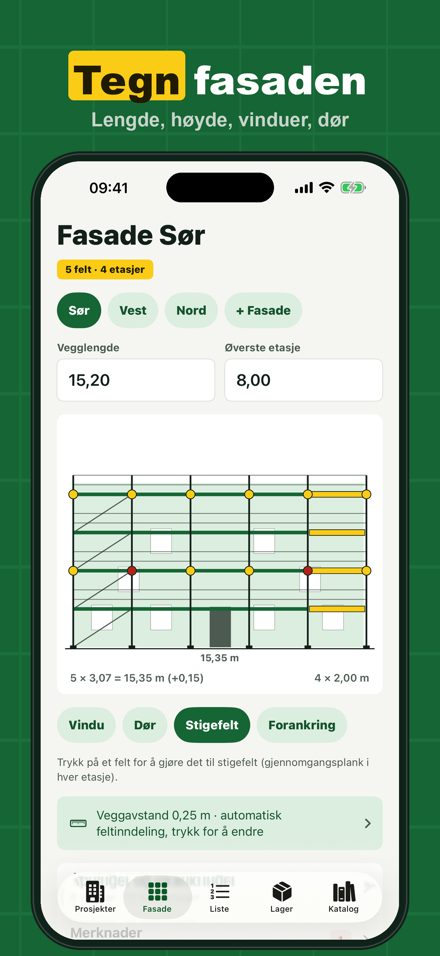 Tegn fasaden
Lengde, høyde, vinduer, dør
09:41
Fasade Sør
5 felt · 4 etasjer
Sør Vest Nord + Fasade
Vegglengde Øverste etasje
15,20 8,00
15,35 m
5 × 3,07 = 15,35 m (+0,15) 4 × 2,00 m
Vindu Dør Stigefelt Forankring
Trykk på et felt for å gjøre det til stigefelt (gjennomgangsplank i
hver etasje).
Veggavstand 0,25 m · automatisk
feltinndeling, trykk for å endre
Prosjekter Fasade Liste Lager Katalog
Merknader